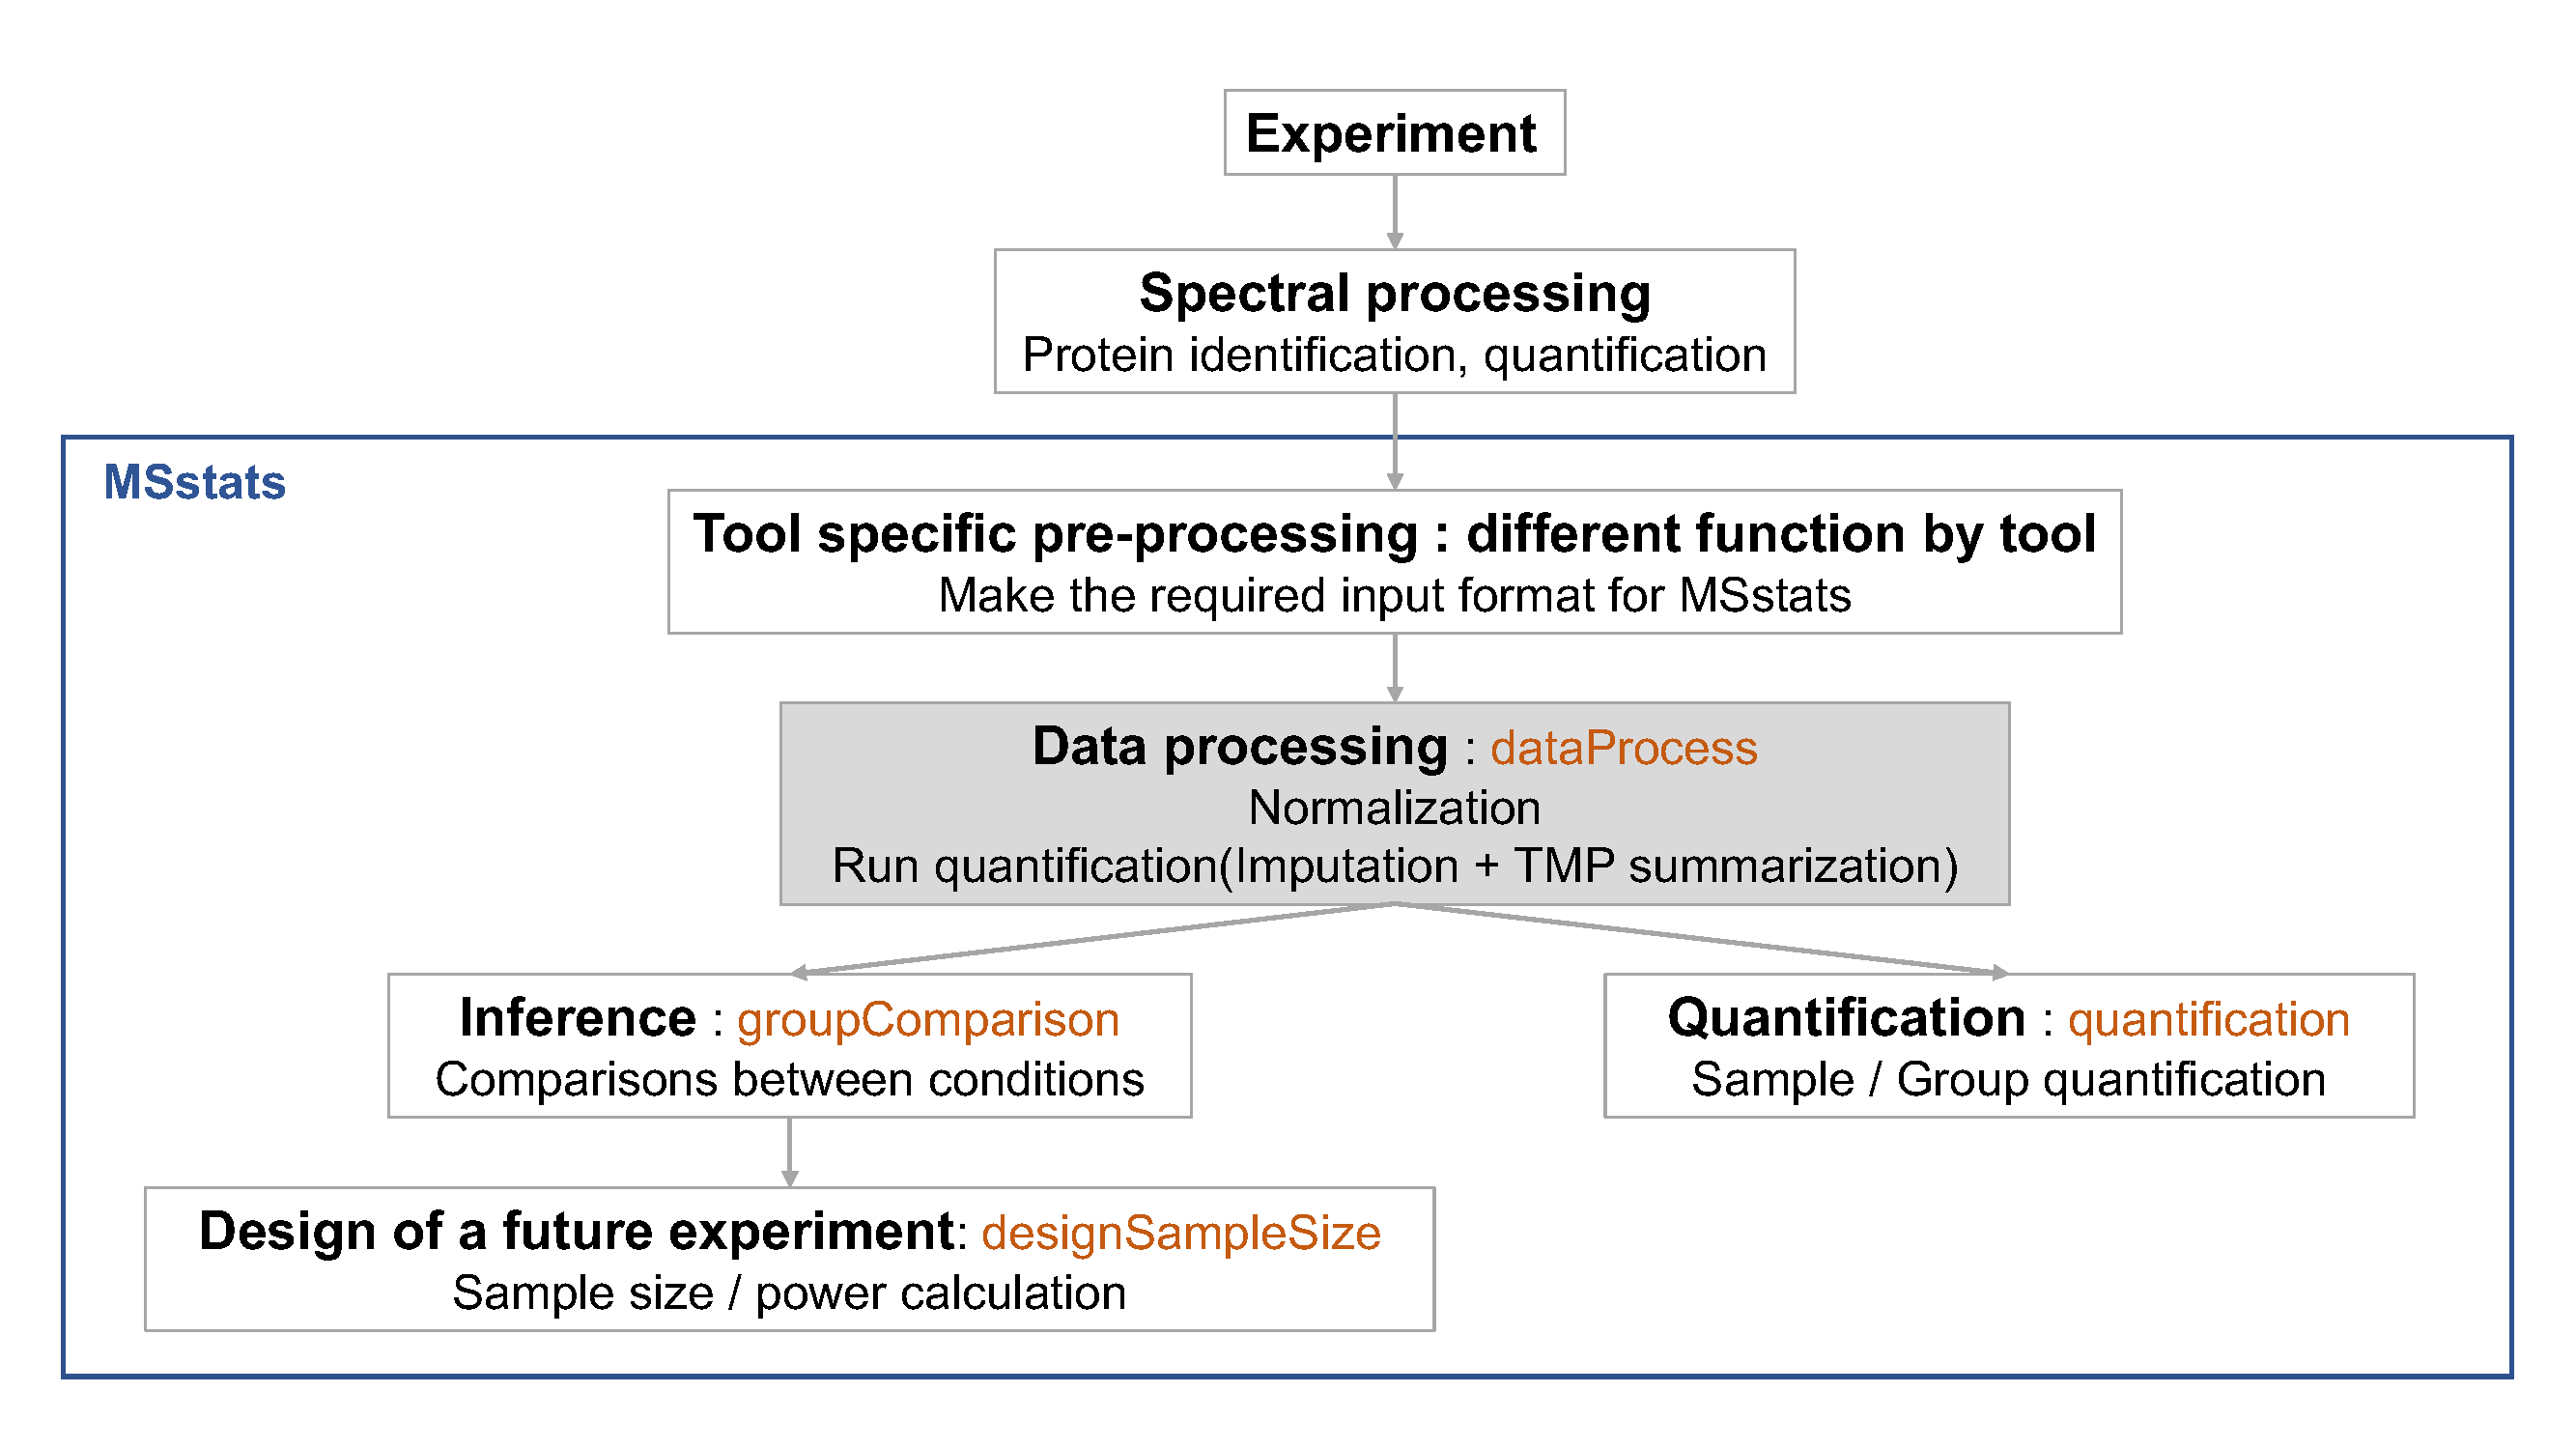 Experiment
Spectral processing
Protein identification, quantification
MSstats
Tool specific pre-processing : different function by tool
Make the required input format for MSstats
Data processing : dataProcess
Normalization
Run quantification(Imputation + TMP summarization)
Inference : groupComparison
Comparisons between conditions
Quantification : quantification
Sample / Group quantification
Design of a future experiment: designSampleSize
Sample size / power calculation